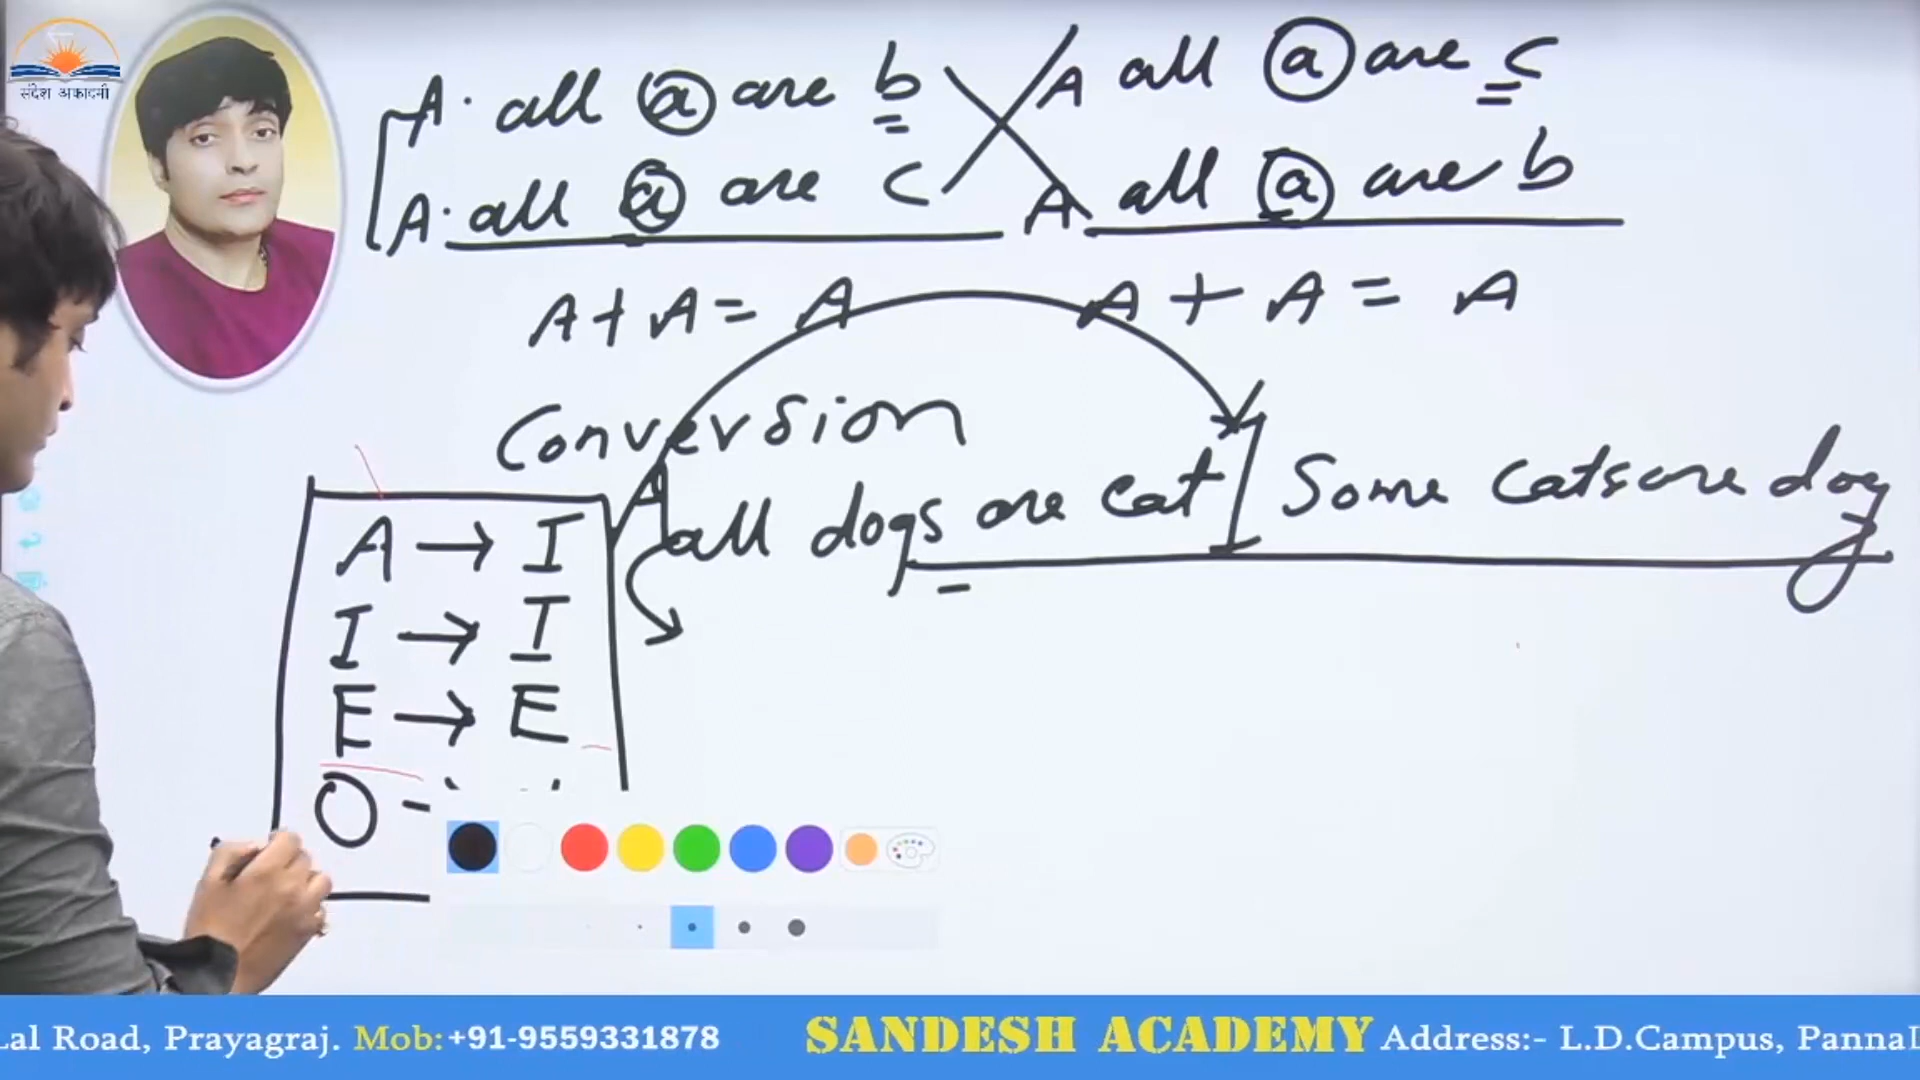 संदेश अकादमी
A. all a are b
A. all a are c
A all a are c
A all a are b
A + A = A
A + A = A
Conversion
A all dogs are cat
I Some cats are dog
A → I
I → I
E → E
O -
Lal Road, Prayagraj. Mob: +91-9559331878 SANDESH ACADEMY Address:- L.D.Campus, Panna